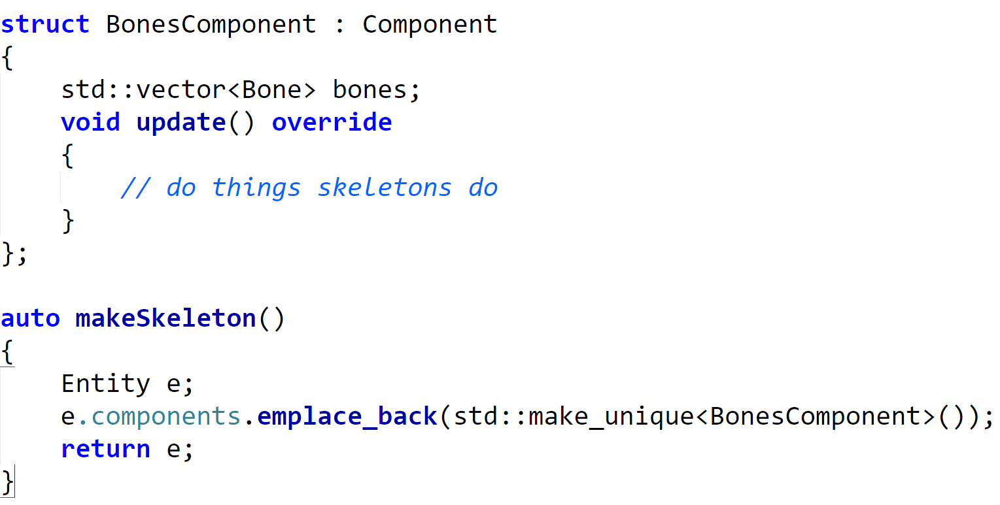 struct BonesComponent : Component
{
    std::vector<Bone> bones;
    void update() override
    {
        // do things skeletons do
    }
};

auto makeSkeleton()
{
    Entity e;
    e.components.emplace_back(std::make_unique<BonesComponent>());
    return e;
}